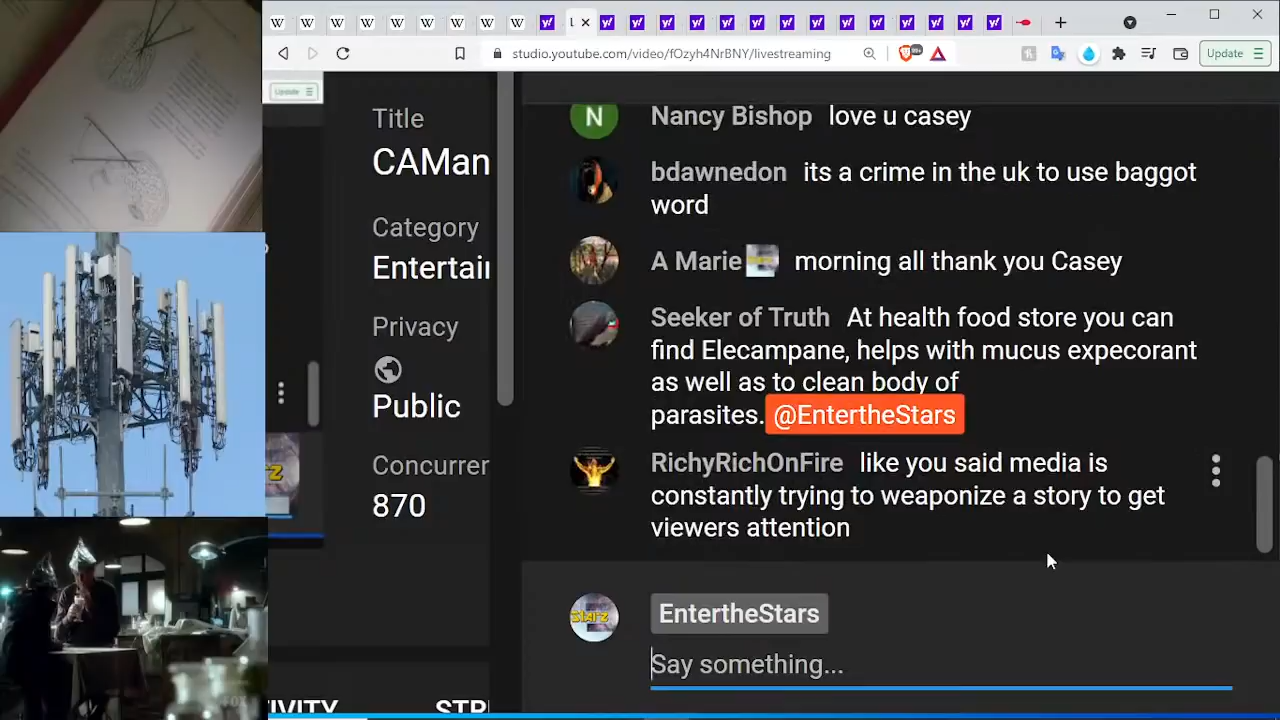 studio.youtube.com/video/fOzyh4NrBNY/livestreaming
99+
Update
Update
Title
CAMan
Category
Entertai
Privacy
Public
Concurrer
870
STR
Nancy Bishop love u casey
bdawnedon its a crime in the uk to use baggot
word
A Marie morning all thank you Casey
Seeker of Truth At health food store you can
find Elecampane, helps with mucus expecorant
as well as to clean body of
parasites. @EntertheStars
RichyRichOnFire like you said media is
constantly trying to weaponize a story to get
viewers attention
EntertheStars
Say something...